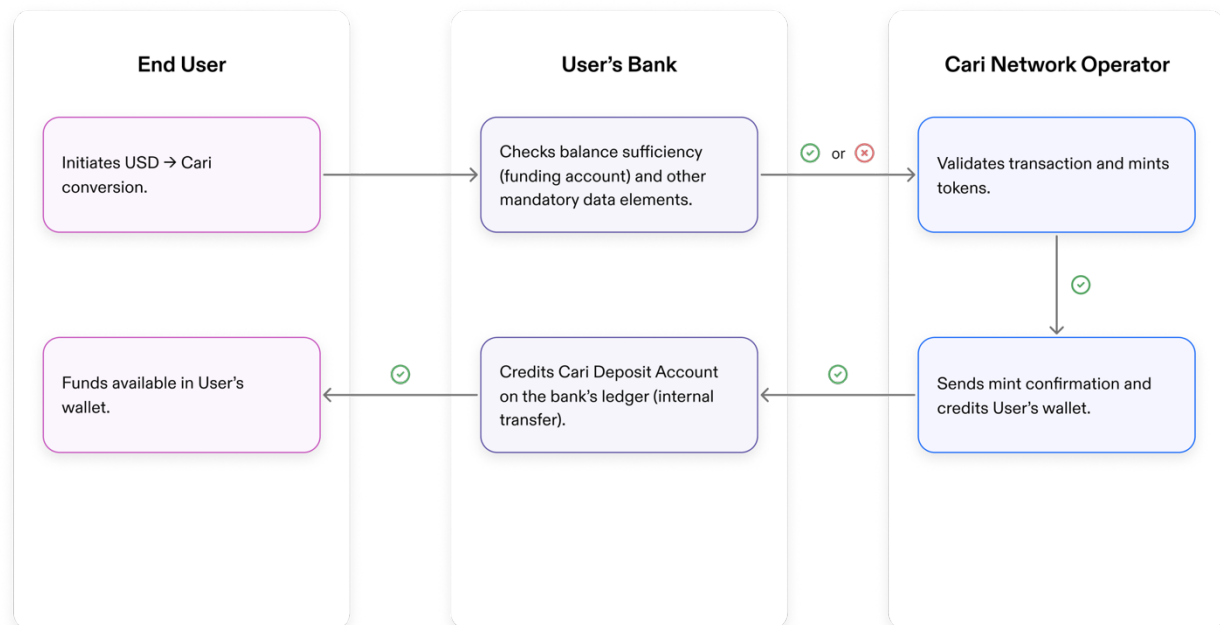 End User
User's Bank
Cari Network Operator
Initiates USD → Cari
conversion.
Checks balance sufficiency
(funding account) and other
mandatory data elements.
or
Validates transaction and mints
tokens.
Funds available in User's
wallet.
Credits Cari Deposit Account
on the bank's ledger (internal
transfer).
Sends mint confirmation and
credits User's wallet.